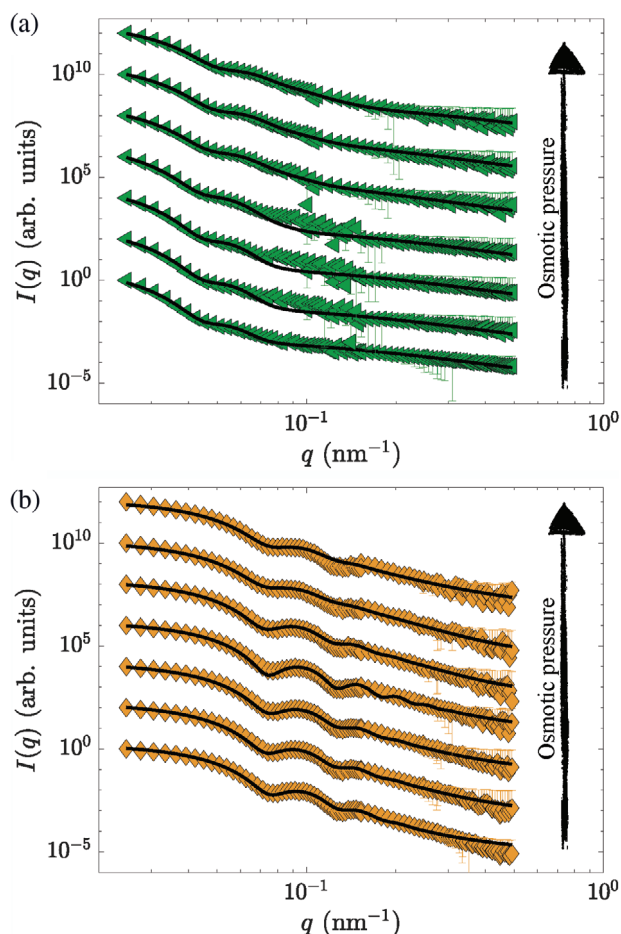 (a)
10^10
10^5
10^0
10^−5
I(q) (arb. units)
Osmotic pressure
10^−1
10^0
q (nm^−1)
(b)
10^10
10^5
10^0
10^−5
I(q) (arb. units)
Osmotic pressure
10^−1
10^0
q (nm^−1)